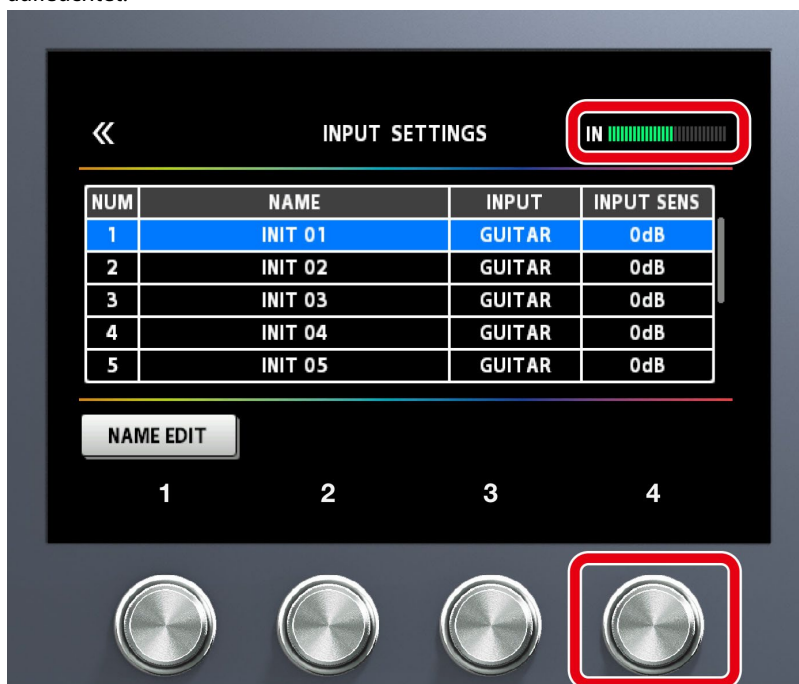 INPUT SETTINGS
IN
NUM NAME INPUT INPUT SENS
1 INIT 01 GUITAR 0dB
2 INIT 02 GUITAR 0dB
3 INIT 03 GUITAR 0dB
4 INIT 04 GUITAR 0dB
5 INIT 05 GUITAR 0dB
NAME EDIT
1 2 3 4